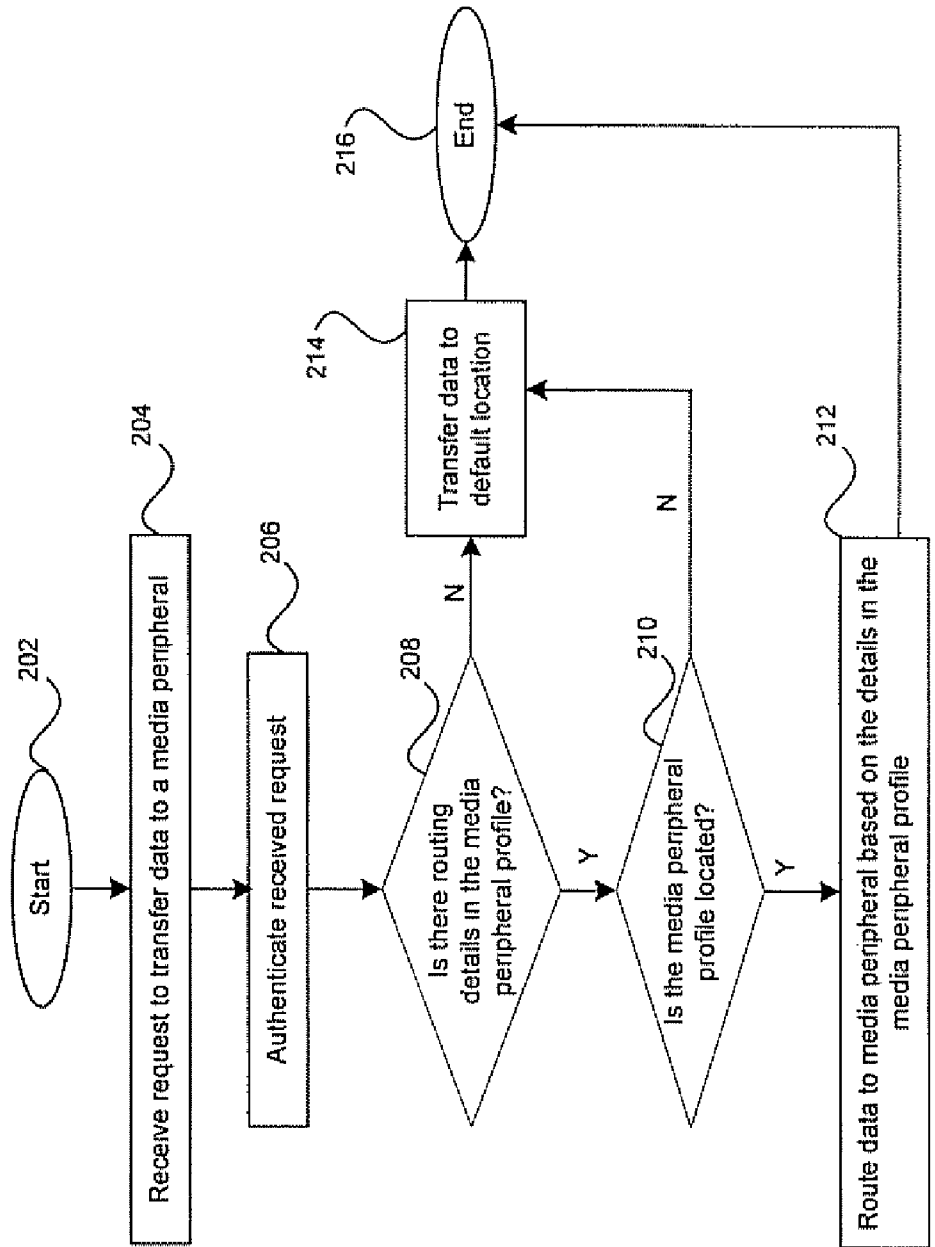 Start
202
Receive request to transfer data to a media peripheral
204
Authenticate received request
206
Is there routing
details in the media
peripheral profile?
208
N
Y
Transfer data to
default location
214
End
216
Is the media peripheral
profile located?
210
N
Y
Route data to media peripheral based on the details in the
media peripheral profile
212